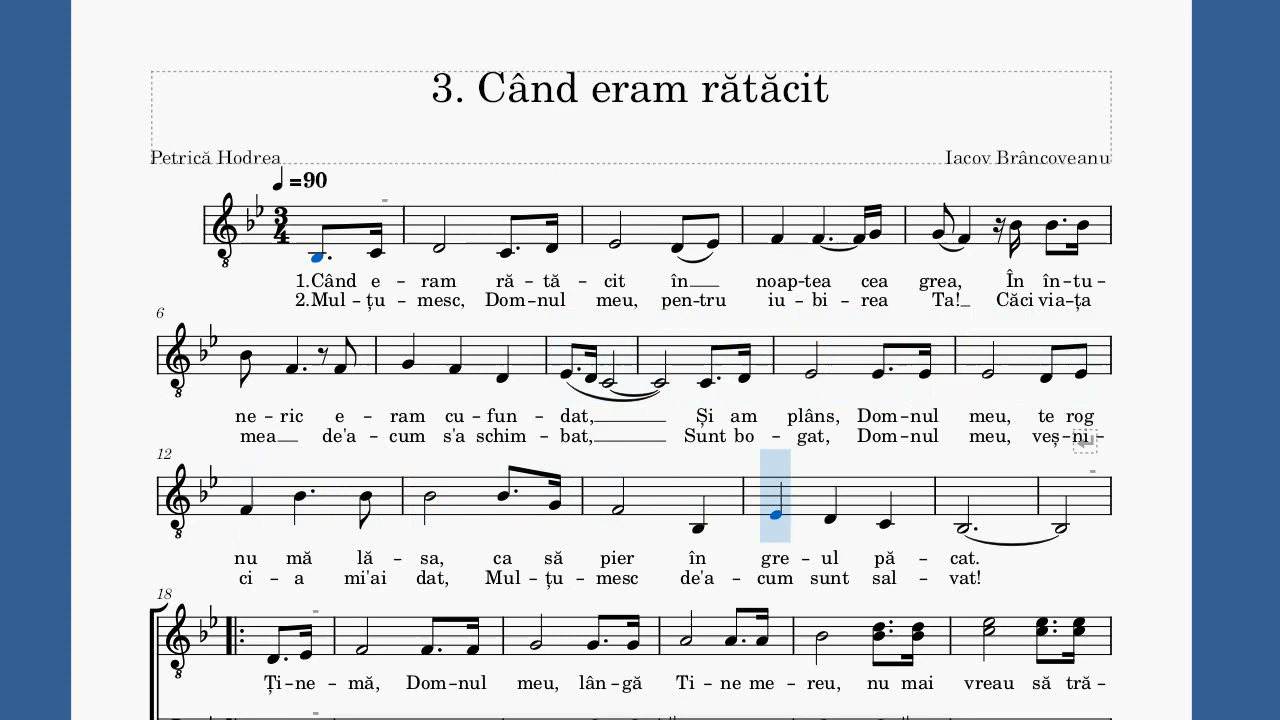 3. Când eram rătăcit
Petrică Hodrea
Iacov Brâncoveanu
=90
3
4
1.Când e – ram ră – tă – cit în noap-tea cea grea, În în-tu –
2.Mul – țu – mesc, Dom – nul meu, pen-tru iu – bi – rea Ta! Căci via-ța
6
ne – ric e – ram cu – fun – dat, Și am plâns, Dom – nul meu, te rog
mea de'a – cum s'a schim – bat, Sunt bo – gat, Dom – nul meu, veș – ni –
12
nu mă lă – sa, ca să pier în gre – ul pă – cat.
ci – a mi'ai dat, Mul – țu – mesc de'a – cum sunt sal – vat!
18
Ți – ne – mă, Dom – nul meu, lân – gă Ti – ne me – reu, nu mai vreau să tră –